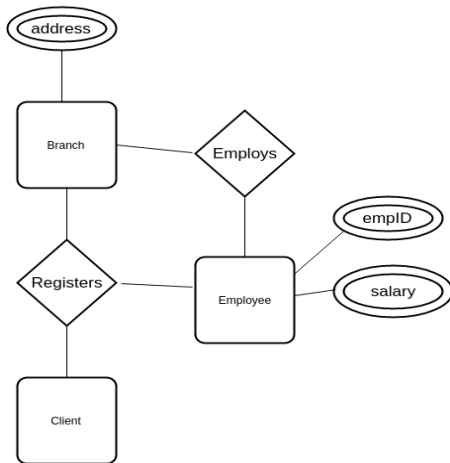 address
Branch
Employs
empID
Registers
Employee
salary
Client